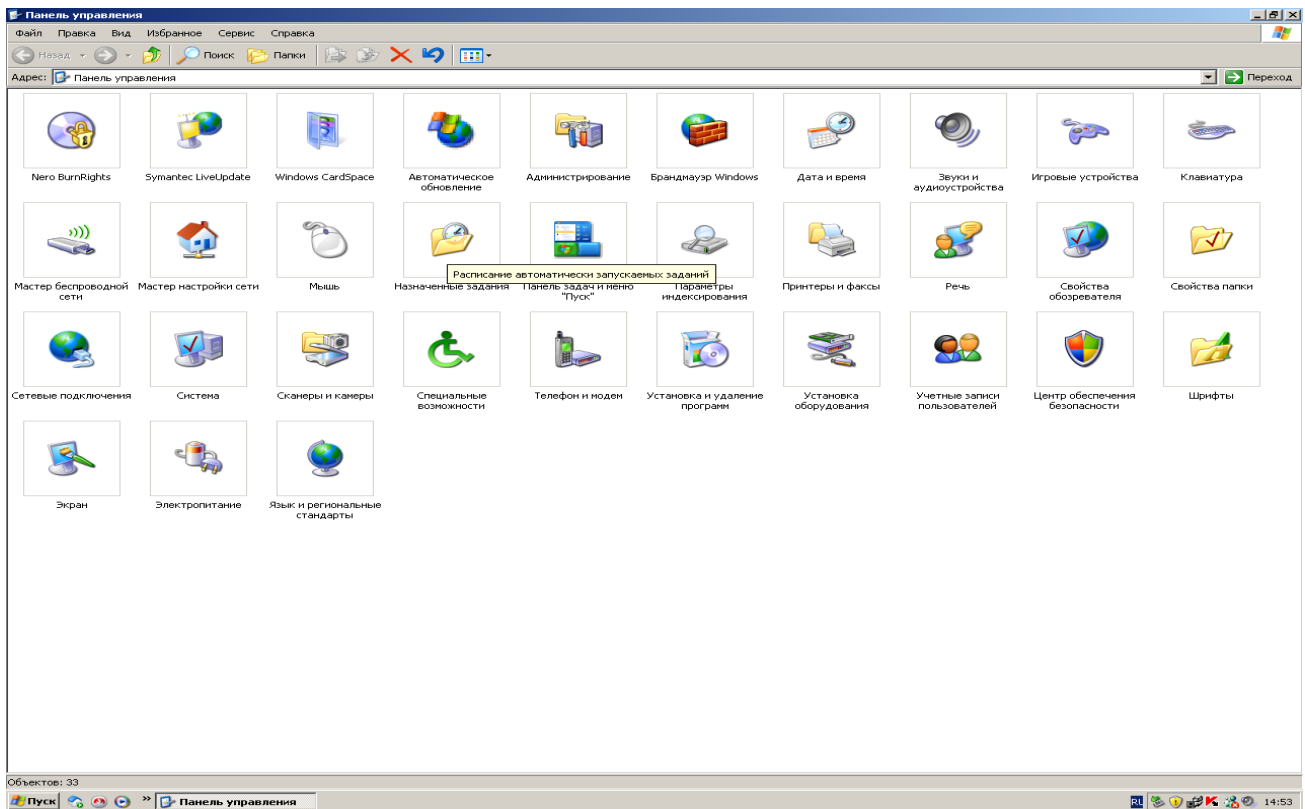 Панель управления
Файл Правка Вид Избранное Сервис Справка
Назад Поиск Папки
Адрес: Панель управления Переход
Nero BurnRights Symantec LiveUpdate Windows CardSpace Автоматическое обновление Администрирование Брандмауэр Windows Дата и время Звуки и аудиоустройства Игровые устройства Клавиатура
Расписание автоматически запускаемых заданий
Мастер беспроводной сети Мастер настройки сети Мышь Назначенные задания Панель задач и меню "Пуск" Параметры индексирования Принтеры и факсы Речь Свойства обозревателя Свойства папки
Сетевые подключения Система Сканеры и камеры Специальные возможности Телефон и модем Установка и удаление программ Установка оборудования Учетные записи пользователей Центр обеспечения безопасности Шрифты
Экран Электропитание Язык и региональные стандарты
Объектов: 33
Пуск » Панель управления RU 14:53